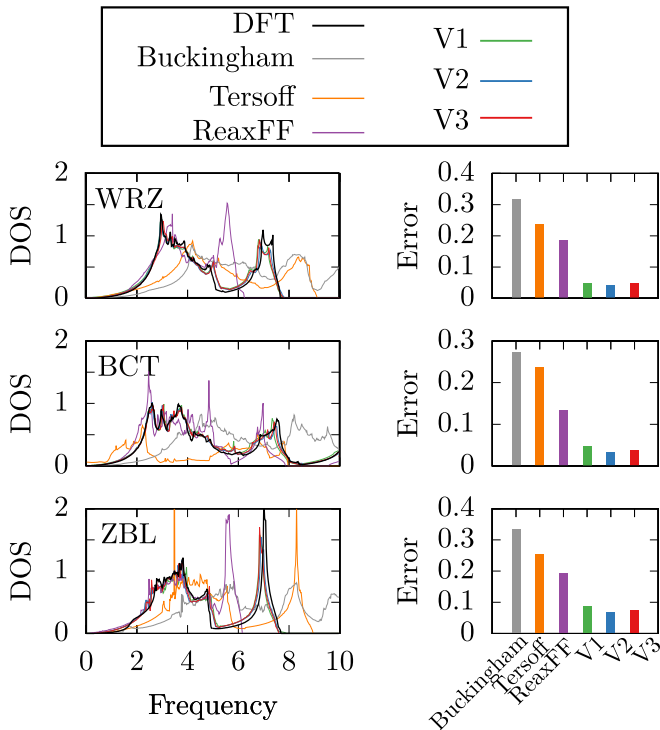 DFT
Buckingham
Tersoff
ReaxFF
V1
V2
V3
WRZ
DOS
2
1
0
Error
0.4
0.3
0.2
0.1
0
BCT
DOS
2
1
0
Error
0.3
0.2
0.1
0
ZBL
DOS
2
1
0
0 2 4 6 8 10
Frequency
Error
0.4
0.3
0.2
0.1
0
Buckingham
Tersoff
ReaxFF
V1
V2
V3